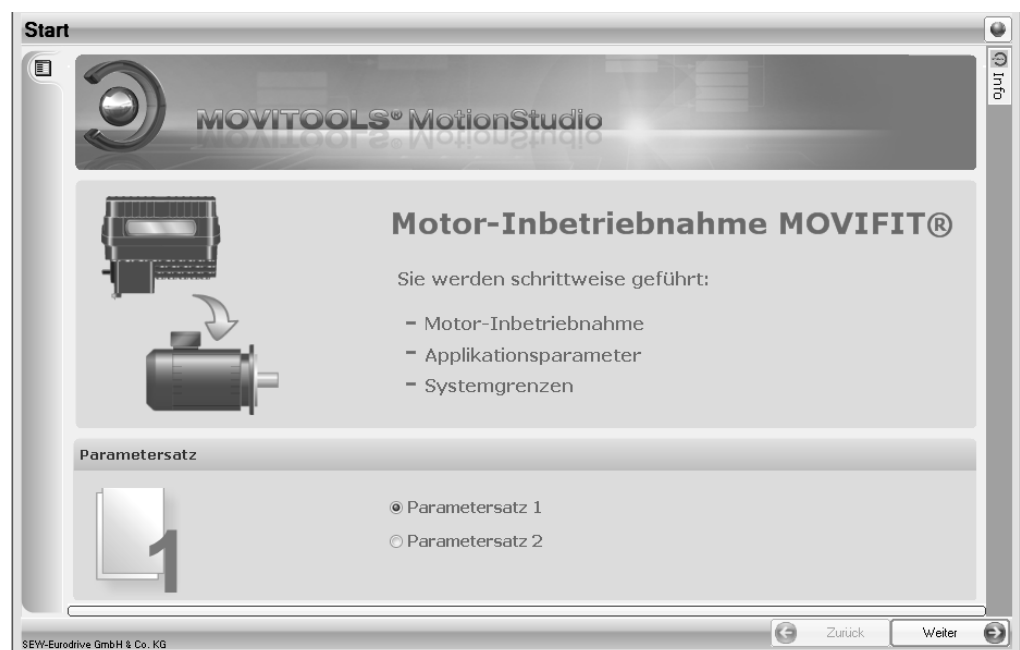 Start
Info
MOVITOOLS® MotionStudio
Motor-Inbetriebnahme MOVIFIT®
Sie werden schrittweise geführt:
- Motor-Inbetriebnahme
- Applikationsparameter
- Systemgrenzen
Parametersatz
1
Parametersatz 1
Parametersatz 2
Zurück
Weiter
SEW-Eurodrive GmbH & Co. KG